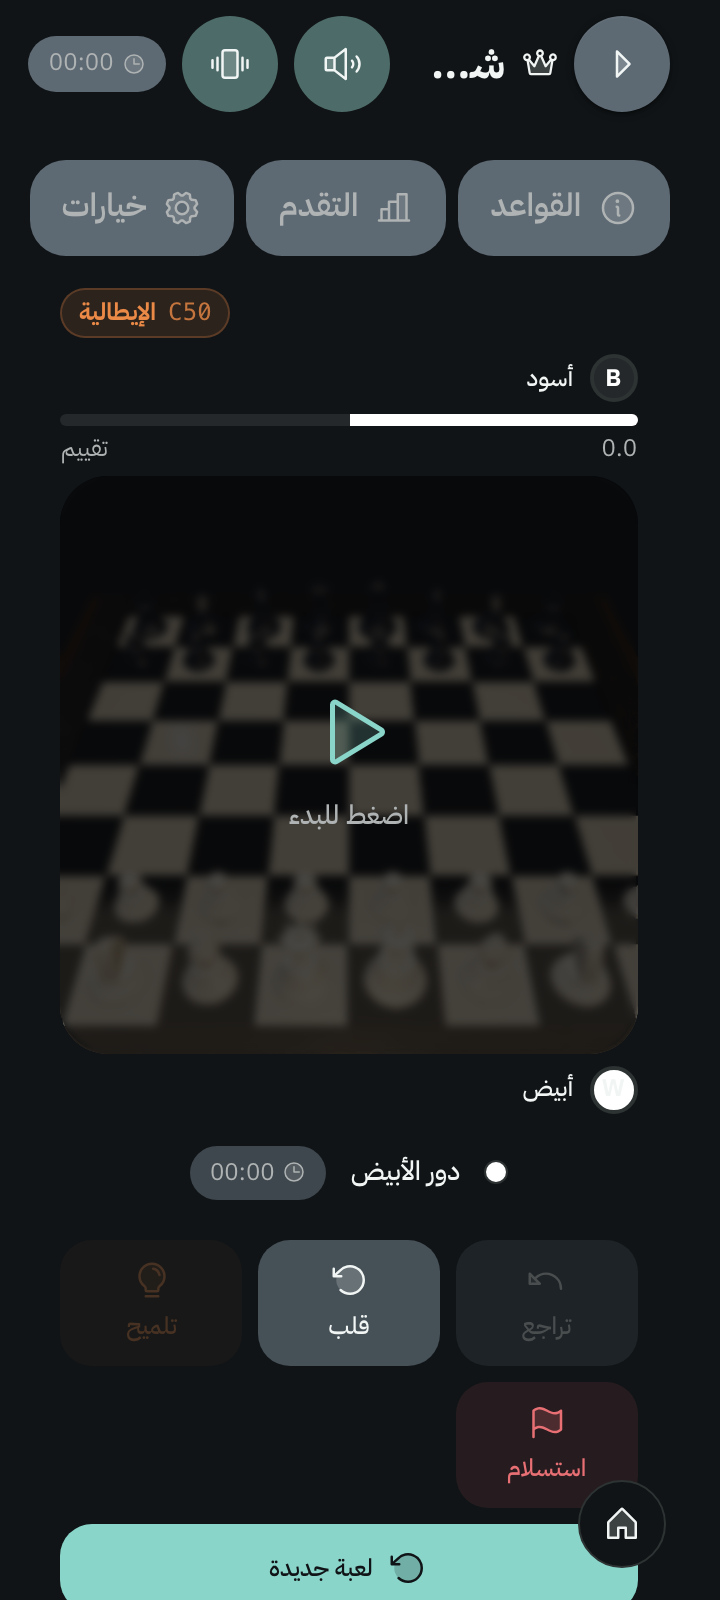 شـ...
00:00
القواعد
التقدم
خيارات
C50 الإيطالية
B أسود
0.0
تقييم
اضغط للبدء
W أبيض
دور الأبيض
00:00
تراجع
قلب
تلميح
استسلام
لعبة جديدة